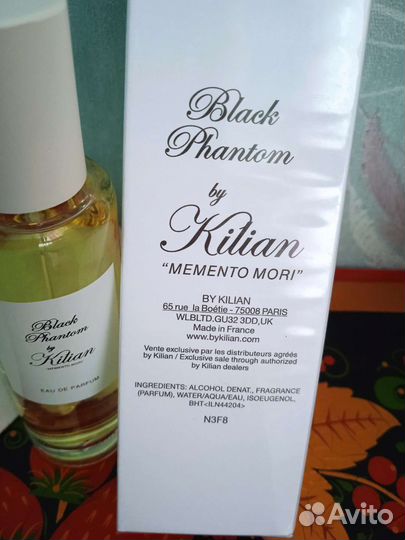 Black
Phantom
by
Kilian
"MEMENTO MORI"
BY KILIAN
65 rue la Boétie - 75008 PARIS
WLBLTD.GU32 3DD,UK
Made in France
www.bykilian.com
Vente exclusive par les distributeurs agréés
by Kilian / Exclusive sale through authorized
by Kilian dealers
INGREDIENTS: ALCOHOL DENAT., FRAGRANCE
(PARFUM), WATER/AQUA/EAU, ISOEUGENOL,
BHT<ILN44204>
N3F8
Black
Phantom
by
Kilian
"MEMENTO MORI"
EAU DE PARFUM
Avito